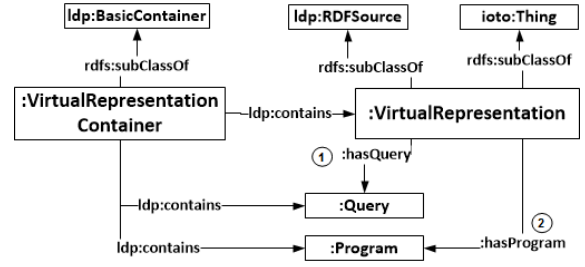 ldp:BasicContainer
ldp:RDFSource
ioto:Thing
rdfs:subClassOf
rdfs:subClassOf
rdfs:subClassOf
:VirtualRepresentation
Container
ldp:contains
:VirtualRepresentation
1
:hasQuery
ldp:contains
:Query
2
ldp:contains
:Program
:hasProgram